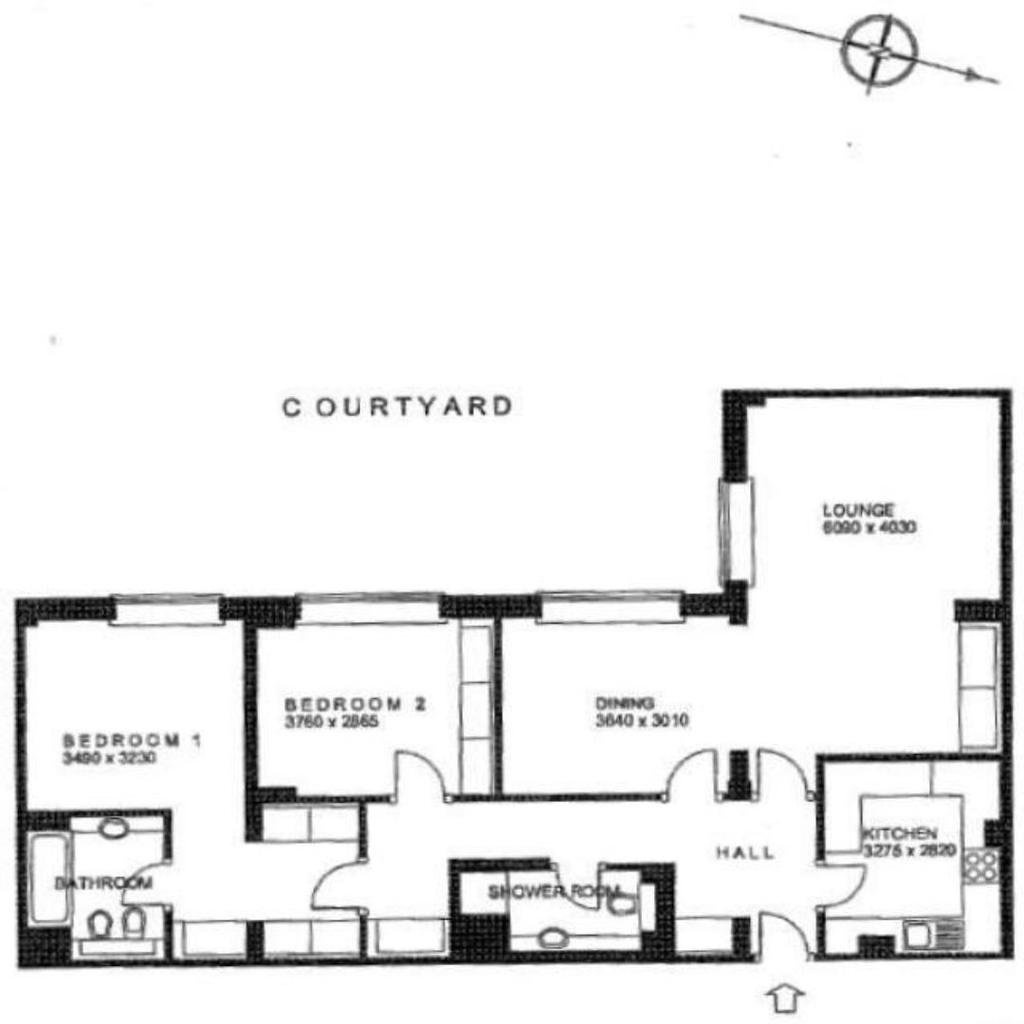 COURTYARD
LOUNGE
6090 x 4030
BEDROOM 2
3760 x 2865
DINING
3640 x 3010
BEDROOM 1
3490 x 3230
KITCHEN
3275 x 2820
HALL
BATHROOM
SHOWER ROOM